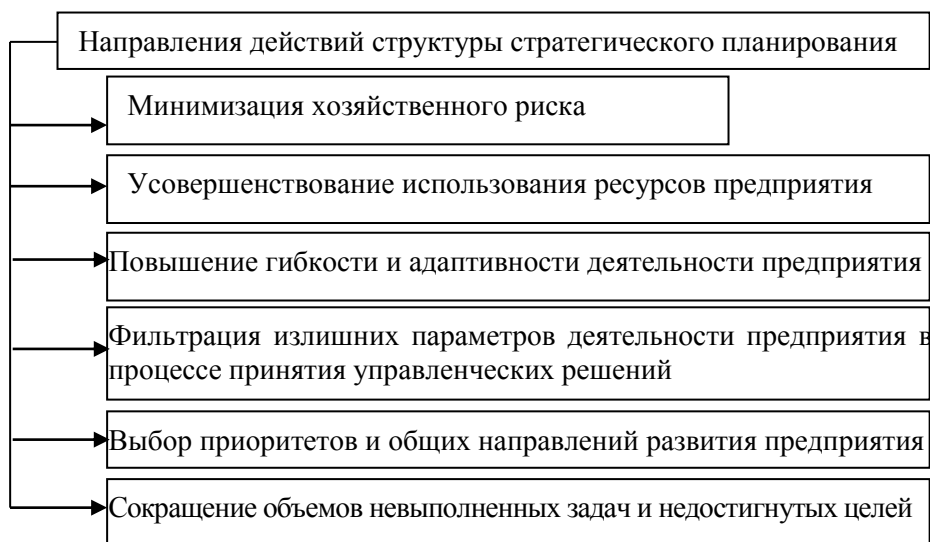 Направления действий структуры стратегического планирования
Минимизация хозяйственного риска
Усовершенствование использования ресурсов предприятия
Повышение гибкости и адаптивности деятельности предприятия
Фильтрация излишних параметров деятельности предприятия в
процессе принятия управленческих решений
Выбор приоритетов и общих направлений развития предприятия
Сокращение объемов невыполненных задач и недостигнутых целей